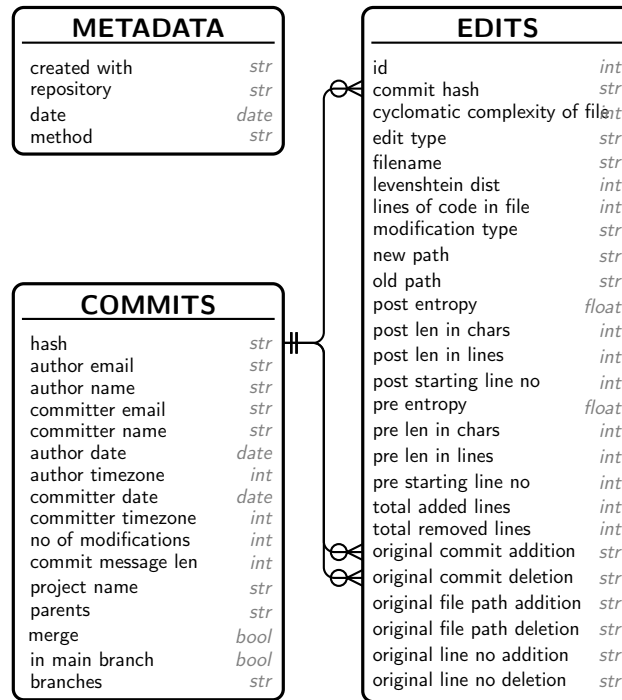 METADATA
created with str
repository str
date date
method str
COMMITS
hash str
author email str
author name str
committer email str
committer name str
author date date
author timezone int
committer date date
committer timezone int
no of modifications int
commit message len int
project name str
parents str
merge bool
in main branch bool
branches str
EDITS
id int
commit hash str
cyclomatic complexity of file int
edit type str
filename str
levenshtein dist int
lines of code in file int
modification type str
new path str
old path str
post entropy float
post len in chars int
post len in lines int
post starting line no int
pre entropy float
pre len in chars int
pre len in lines int
pre starting line no int
total added lines int
total removed lines int
original commit addition str
original commit deletion str
original file path addition str
original file path deletion str
original line no addition str
original line no deletion str